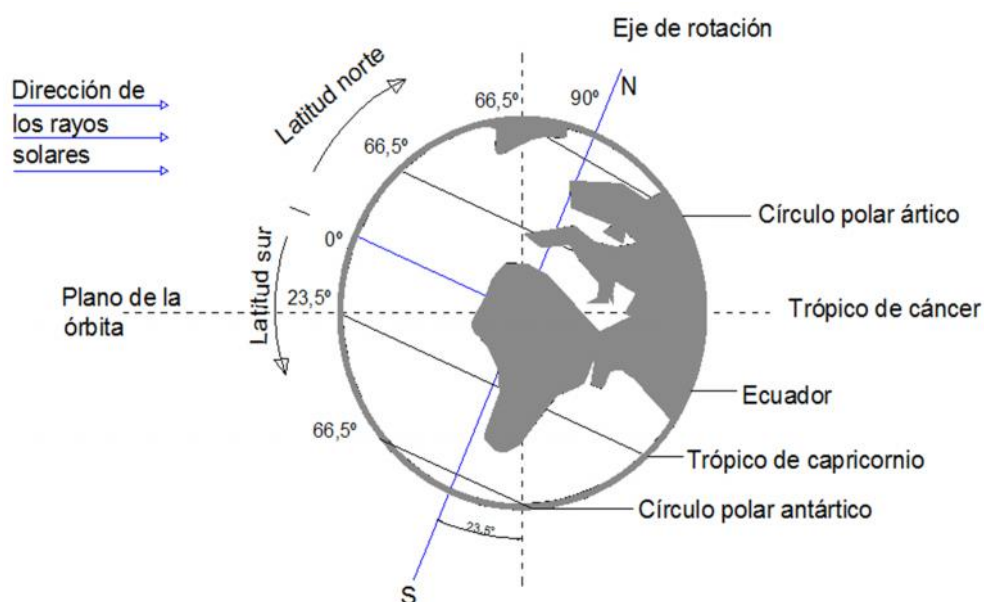 Eje de rotación
Dirección de
los rayos
solares
Latitud norte
66,5º
90º
N
66,5º
Círculo polar ártico
0º
Latitud sur
Plano de la
órbita
23,5º
Trópico de cáncer
Ecuador
66,5º
Trópico de capricornio
Círculo polar antártico
23,5º
S